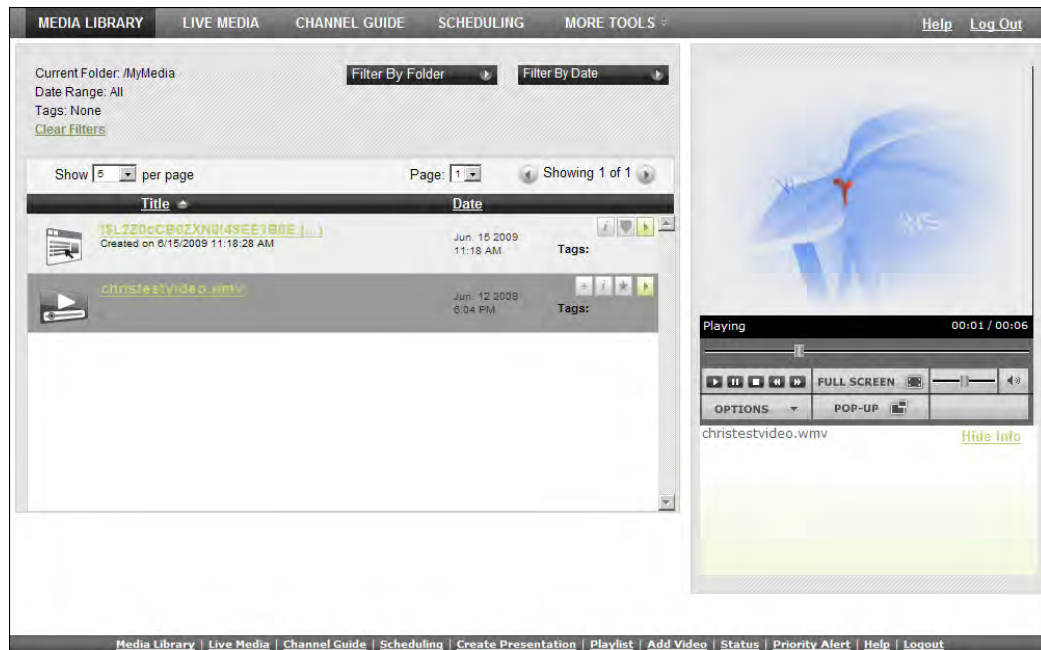 MEDIA LIBRARY LIVE MEDIA CHANNEL GUIDE SCHEDULING MORE TOOLS Help Log Out
Current Folder: /MyMedia
Filter By Folder Filter By Date
Date Range: All
Tags: None
Clear Filters
Show 5 per page Page: 1 Showing 1 of 1
Title Date
Created on 6/15/2009 11:18:28 AM
Jun. 15 2009
11:18 AM Tags:
christestvideo.wmv
Jun. 12 2009
6:04 PM Tags:
Playing 00:01 / 00:06
FULL SCREEN
OPTIONS POP-UP
christestvideo.wmv Hide Info
Media Library | Live Media | Channel Guide | Scheduling | Create Presentation | Playlist | Add Video | Status | Priority Alert | Help | Logout